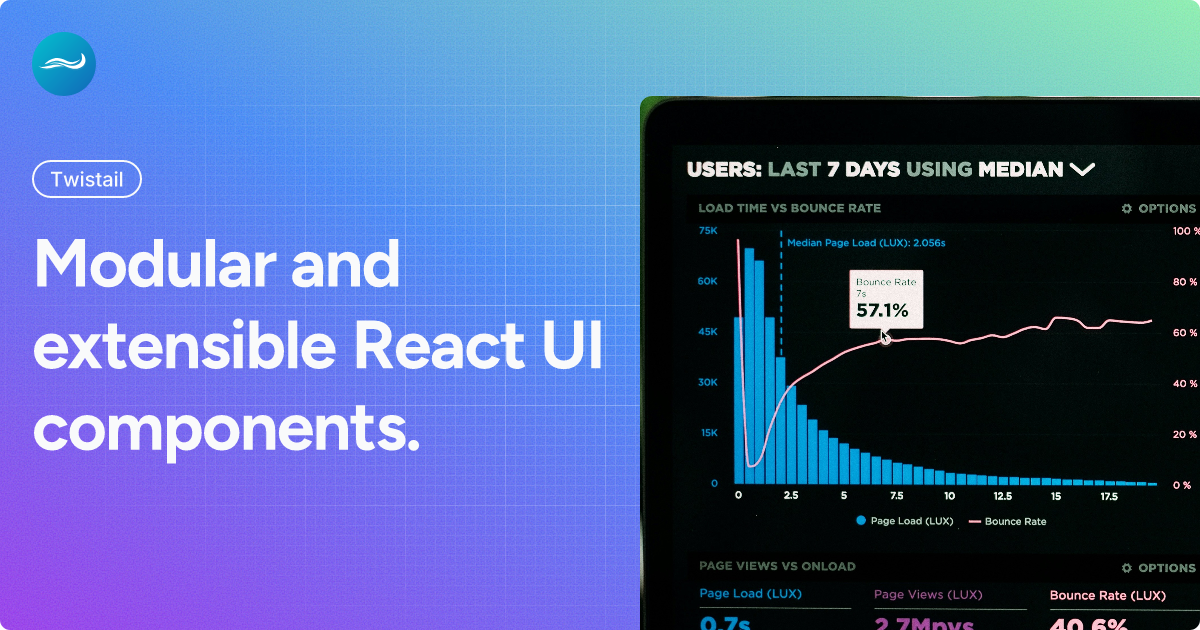 Twistail
Modular and
extensible React UI
components.
USERS: LAST 7 DAYS USING MEDIAN
LOAD TIME VS BOUNCE RATE
OPTIONS
75K
60K
45K
30K
15K
0
Median Page Load (LUX): 2.056s
Bounce Rate
7s
57.1%
100 %
80 %
60 %
40 %
20 %
0 %
0 2.5 5 7.5 10 12.5 15 17.5
Page Load (LUX) Bounce Rate
PAGE VIEWS VS ONLOAD
OPTIONS
Page Load (LUX) Page Views (LUX) Bounce Rate (LUX)
0.7s 2.7Mpvs 40.6%